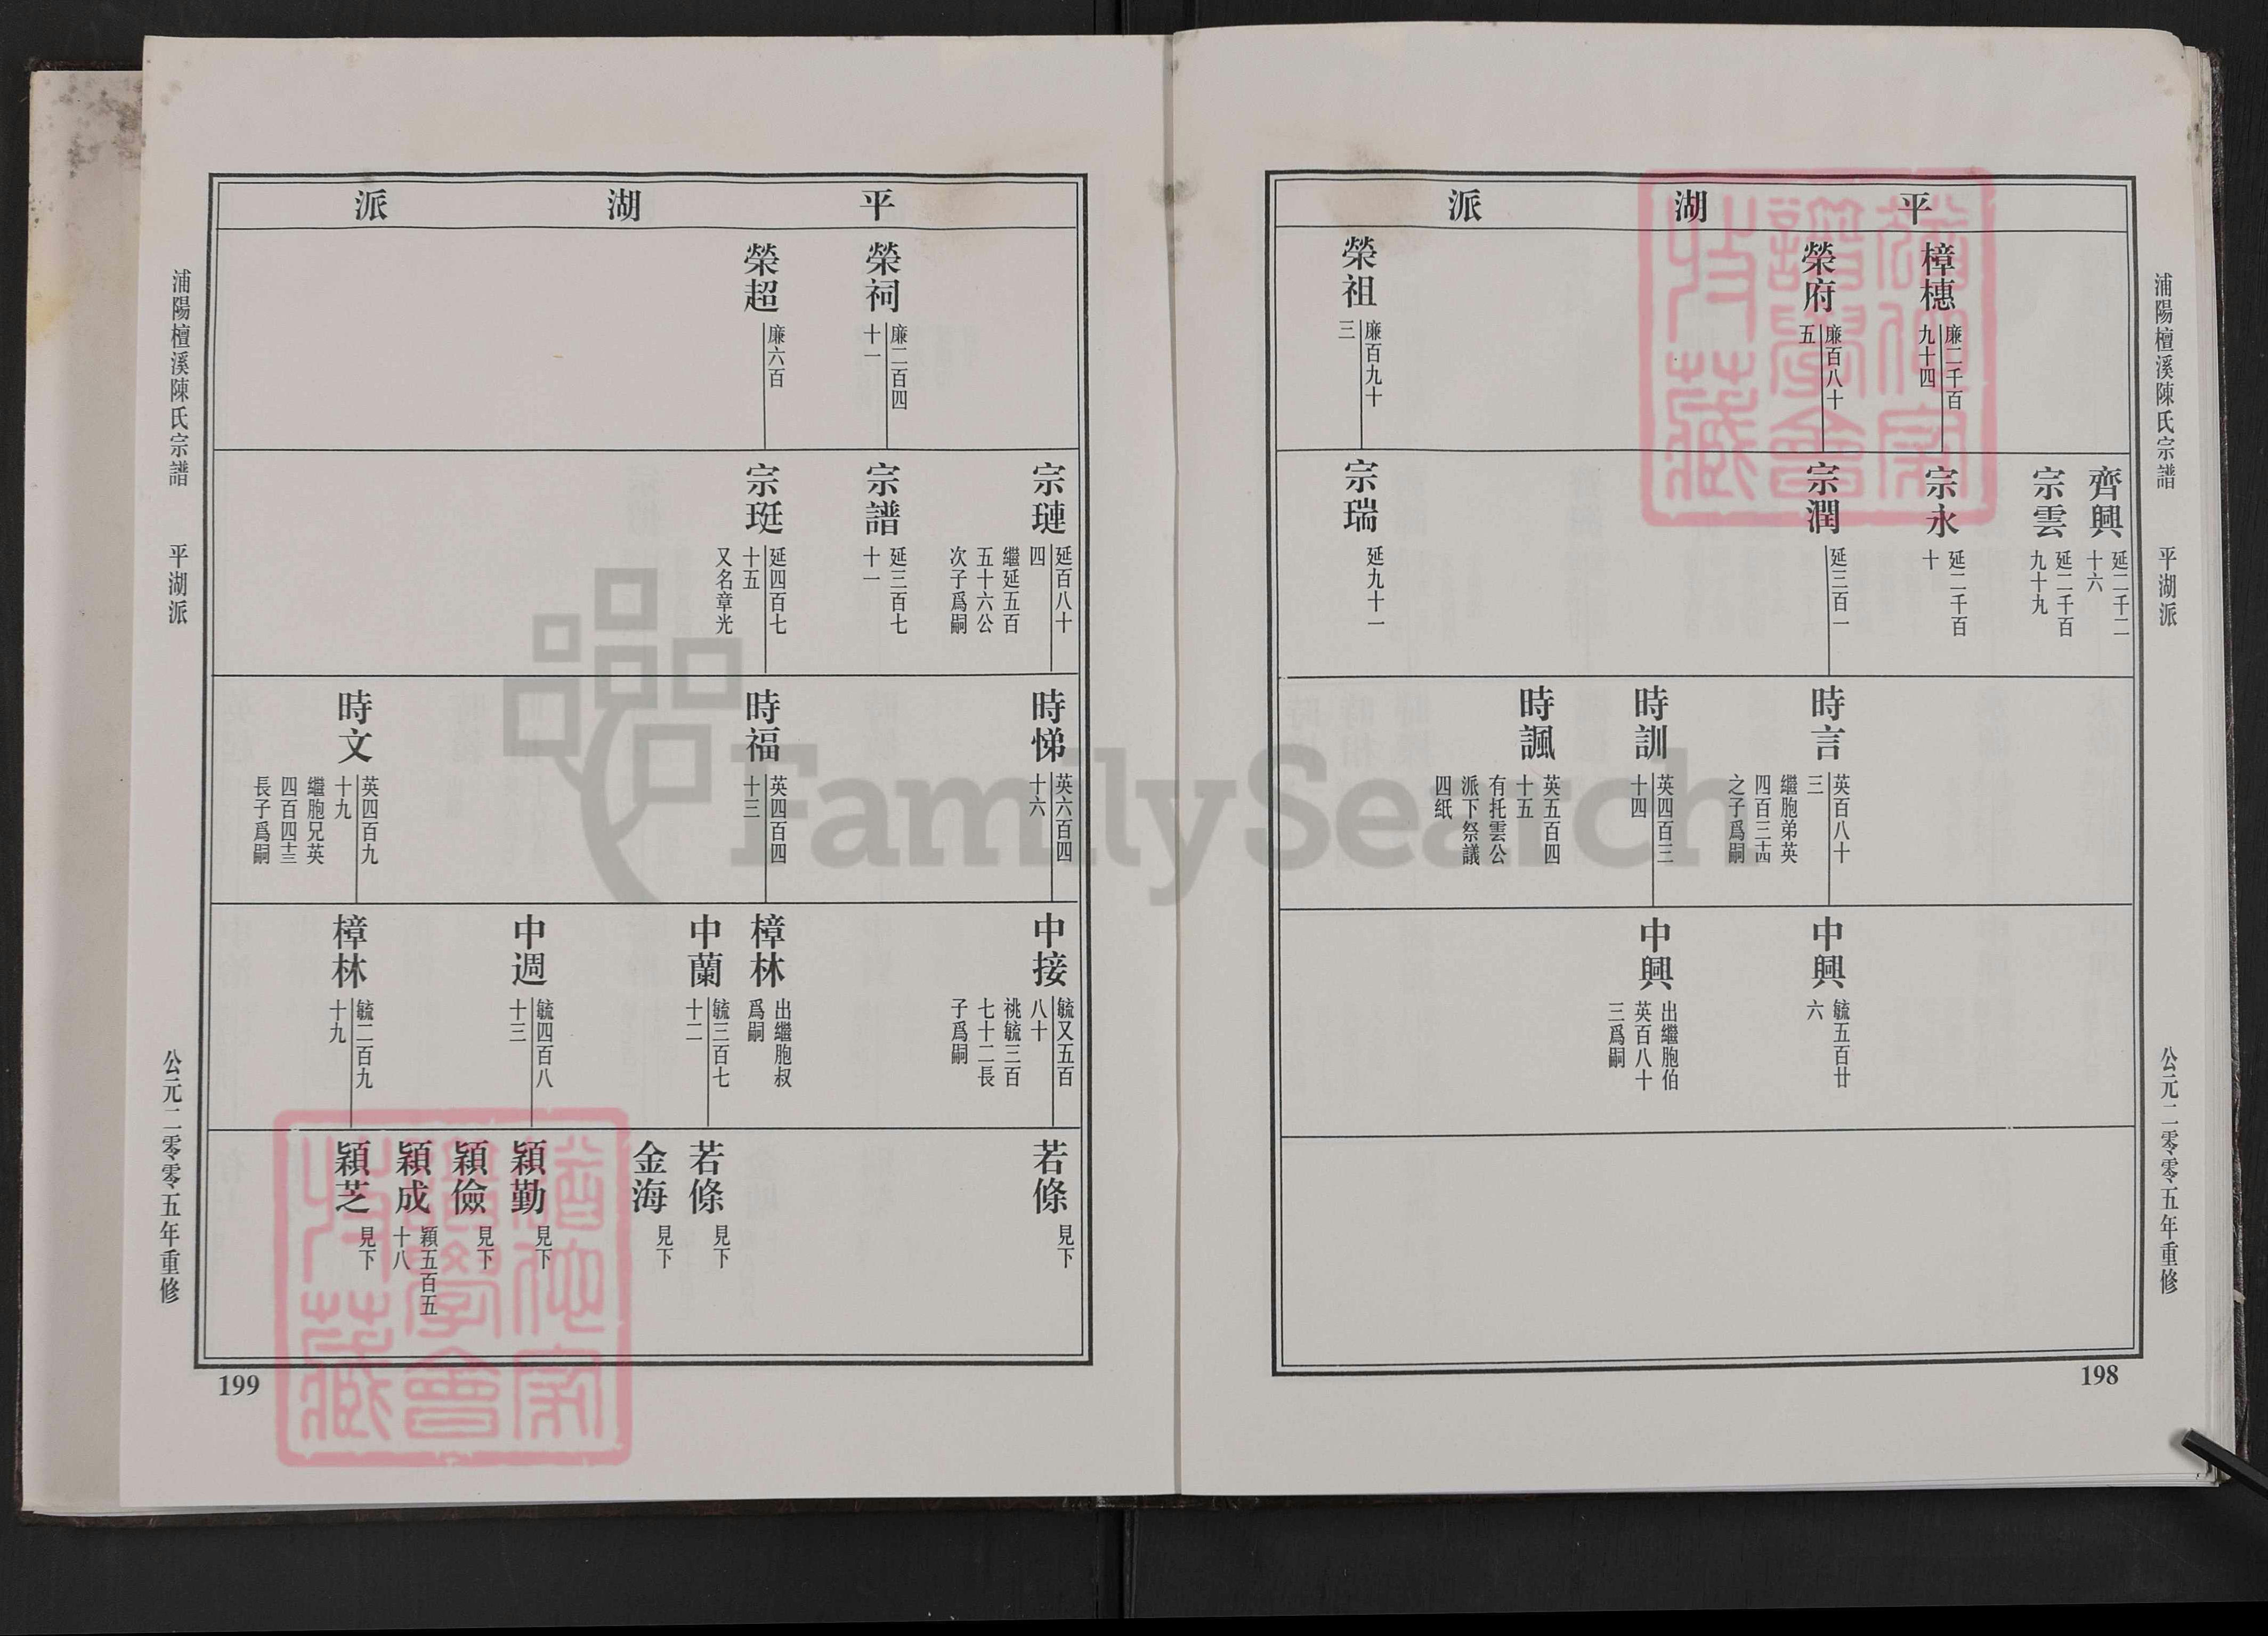 浦陽檀溪陳氏宗譜 平湖派 公元二零零五年重修
平湖派
樟橞
廉二千百
九十四
榮府
廉百八十
五
榮祖
廉百九十
三
齊興
延二千二
十六
宗雲
延二千百
九十九
宗永
延二千百
十
宗潤
延三百一
宗瑞
延九十一
時言
英百八十
三
繼胞弟英
四百三十四
之子爲嗣
時訓
英四百三
十四
時諷
英五百四
十五
有托雲公
派下祭議
四紙
中興
毓五百廿
六
中興
出繼胞伯
英百八十
三爲嗣
198
平湖派
榮祠
廉二百四
十一
榮超
廉六百
宗璉
延百八十
四
繼延五百
五十六公
次子爲嗣
宗譜
延三百七
十一
宗珽
延四百七
十五
又名章光
時悌
英六百四
十六
時福
英四百四
十三
時文
英四百九
十九
繼胞兄英
四百四十三
長子爲嗣
中接
毓又五百
八十
祧毓三百
七十二長
子爲嗣
樟林
出繼胞叔
爲嗣
中蘭
毓三百七
十二
中週
毓四百八
十三
樟林
毓二百九
十九
若條
見下
若條
見下
金海
見下
穎勤
見下
穎儉
見下
穎成
穎五百五
十八
穎芝
見下
浦陽檀溪陳氏宗譜 平湖派 公元二零零五年重修
199
FamilySearch